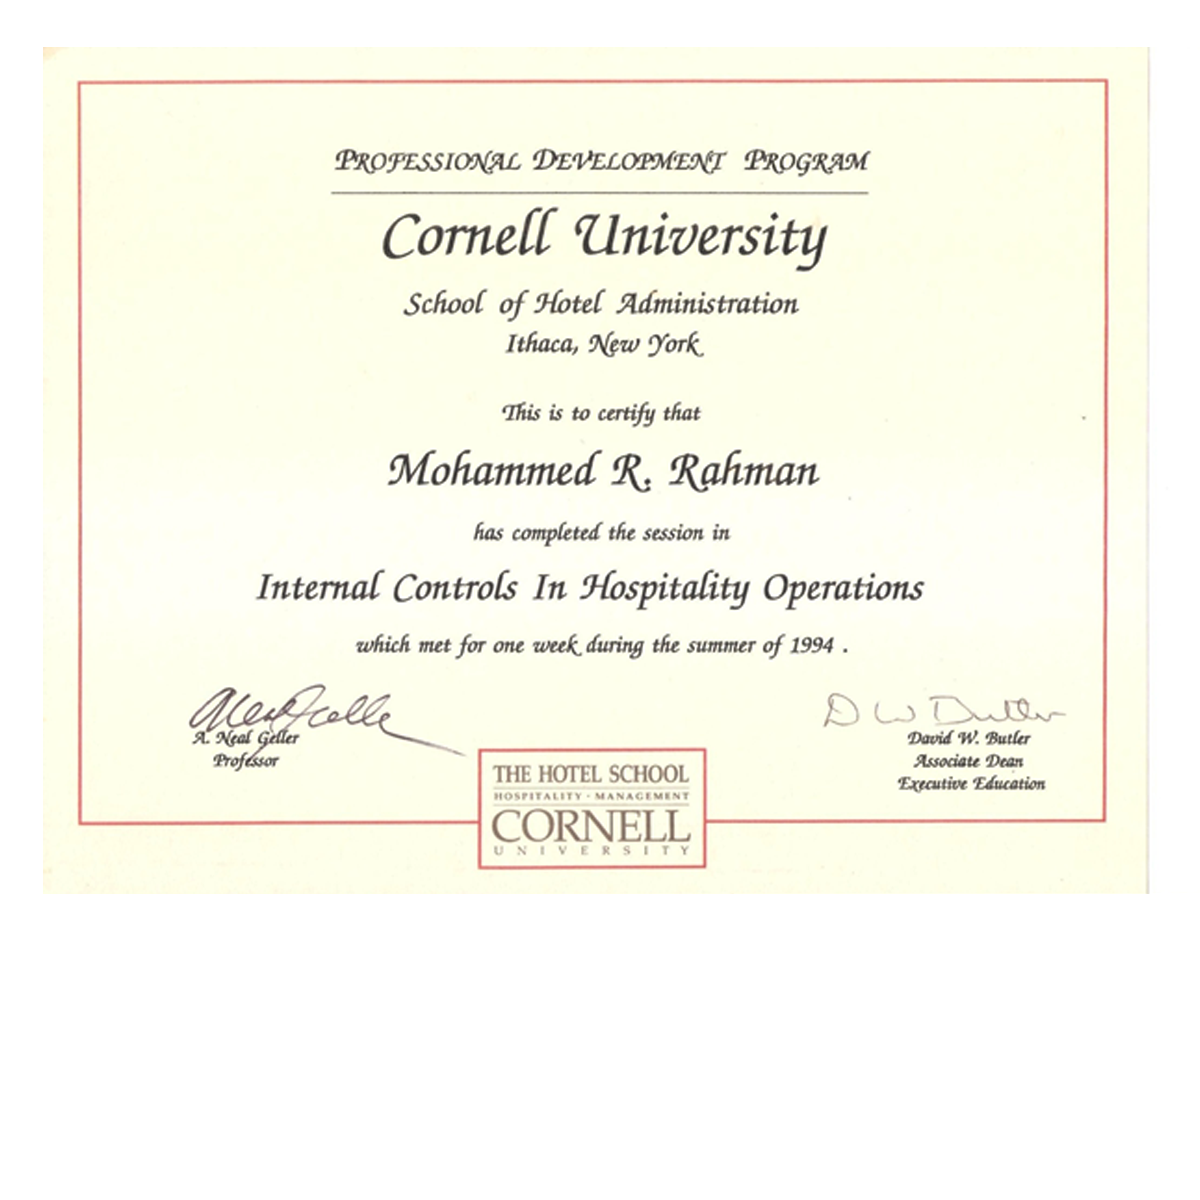 PROFESSIONAL DEVELOPMENT PROGRAM
Cornell University
School of Hotel Administration
Ithaca, New York
This is to certify that
Mohammed R. Rahman
has completed the session in
Internal Controls In Hospitality Operations
which met for one week during the summer of 1994 .
A. Neal Geller
Professor
D W Butler
David W. Butler
Associate Dean
Executive Education
THE HOTEL SCHOOL
HOSPITALITY · MANAGEMENT
CORNELL
UNIVERSITY